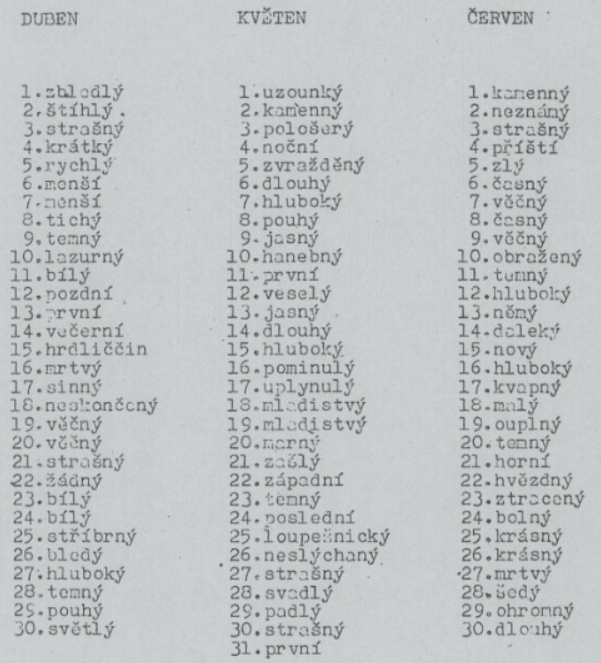 DUBEN
1.zbledlý
2.štíhlý.
3.strašný
4.krátký
5.rychlý
6.menší
7.menší
8.tichý
9.temný
10.lazurný
11.bílý
12.pozdní
13.první
14.večerní
15.hrdliččin
16.mrtvý
17.sinný
18.neskončený
19.věčný
20.věčný
21.strašný
22.žádný
23.bílý
24.bílý
25.stříbrný
26.bledý
27.hluboký
28.temný
29.pouhý
30.světlý
KVĚTEN
1.uzounký
2.kamenný
3.pološerý
4.noční
5.zvražděný
6.dlouhý
7.hluboký
8.pouhý
9.jasný
10.hanebný
11.první
12.veselý
13.jasný
14.dlouhý
15.hluboký
16.pominulý
17.uplynulý
18.mladistvý
19.mladistvý
20.marný
21.zašlý
22.západní
23.temný
24.poslední
25.loupežnický
26.neslýchaný
27.strašný
28.svadlý
29.padlý
30.strašný
31.první
ČERVEN
1.kamenný
2.neznámý
3.strašný
4.příští
5.zlý
6.časný
7.věčný
8.časný
9.věčný
10.obražený
11.temný
12.hluboký
13.němý
14.daleký
15.nový
16.hluboký
17.kvapný
18.malý
19.ouplný
20.temný
21.horní
22.hvězdný
23.ztracený
24.bolný
25.krásný
26.krásný
27.mrtvý
28.šedý
29.ohromný
30.dlouhý